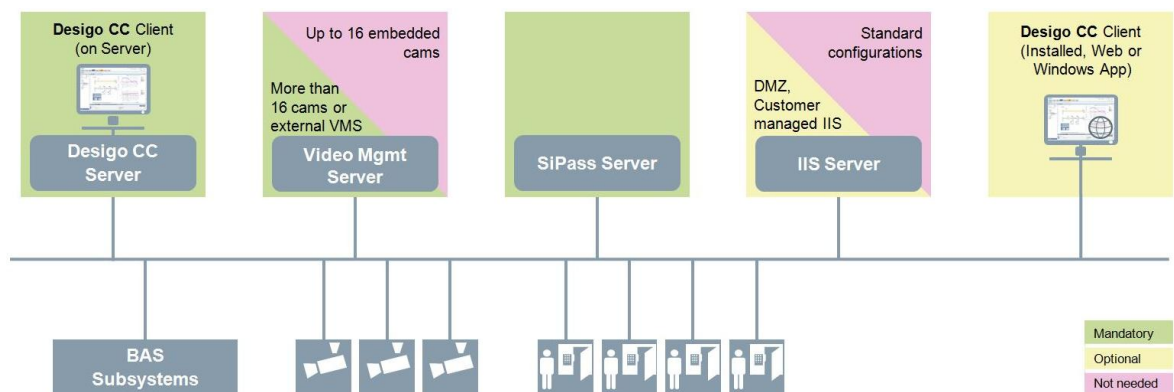 Desigo CC Client
(on Server)
Desigo CC
Server
Up to 16 embedded
cams
More than
16 cams or
external VMS
Video Mgmt
Server
SiPass Server
Standard
configurations
DMZ,
Customer
managed IIS
IIS Server
Desigo CC Client
(Installed, Web or
Windows App)
BAS
Subsystems
Mandatory
Optional
Not needed